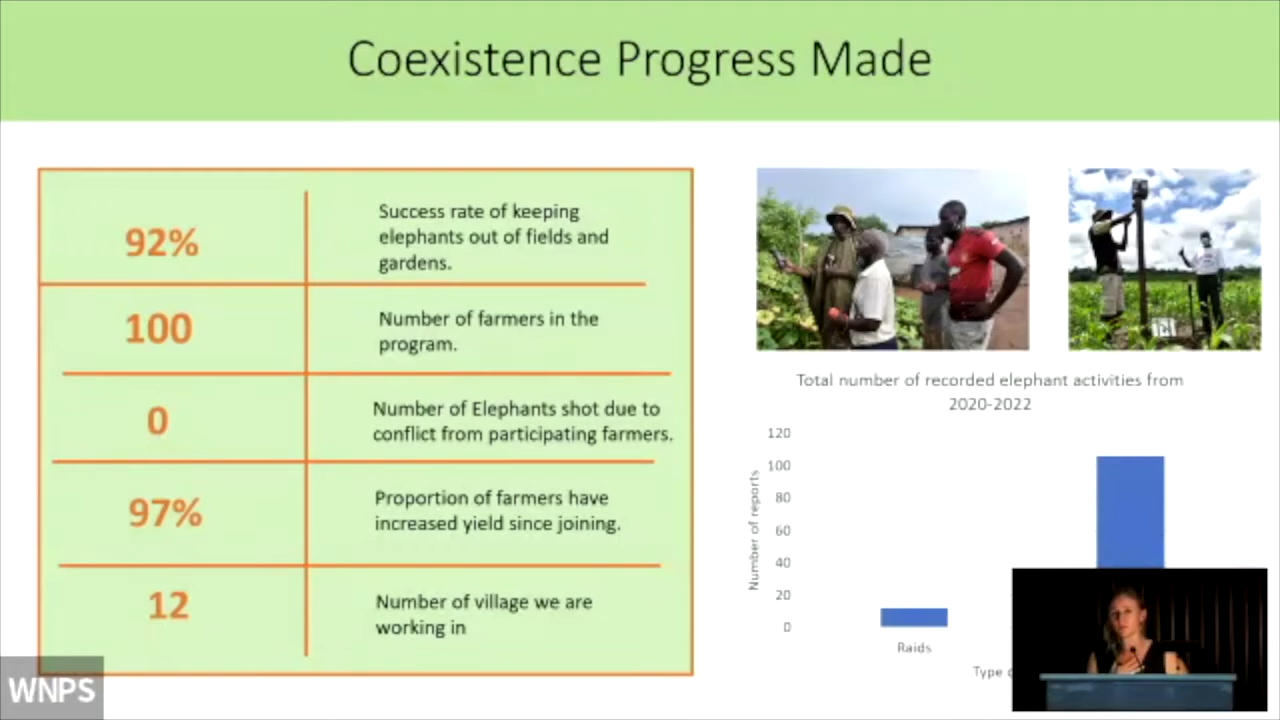 Coexistence Progress Made
92%
Success rate of keeping
elephants out of fields and
gardens.
100
Number of farmers in the
program.
0
Number of Elephants shot due to
conflict from participating farmers.
97%
Proportion of farmers have
increased yield since joining.
12
Number of village we are
working in
Total number of recorded elephant activities from
2020-2022
Number of reports
120
100
80
60
40
20
0
Raids
Type
WNPS